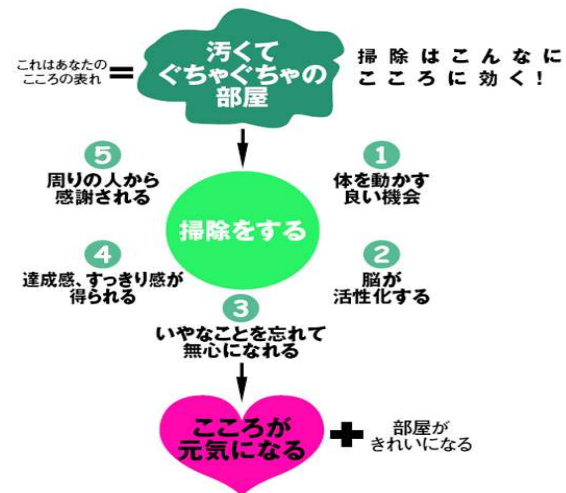 これはあなたの
こころの表れ
=
汚くて
ぐちゃぐちゃの
部屋
掃除はこんなに
こころに効く!
1
体を動かす
良い機会
2
脳が
活性化する
3
いやなことを忘れて
無心になれる
4
達成感、すっきり感が
得られる
5
周りの人から
感謝される
掃除をする
こころが
元気になる
+
部屋が
きれいになる